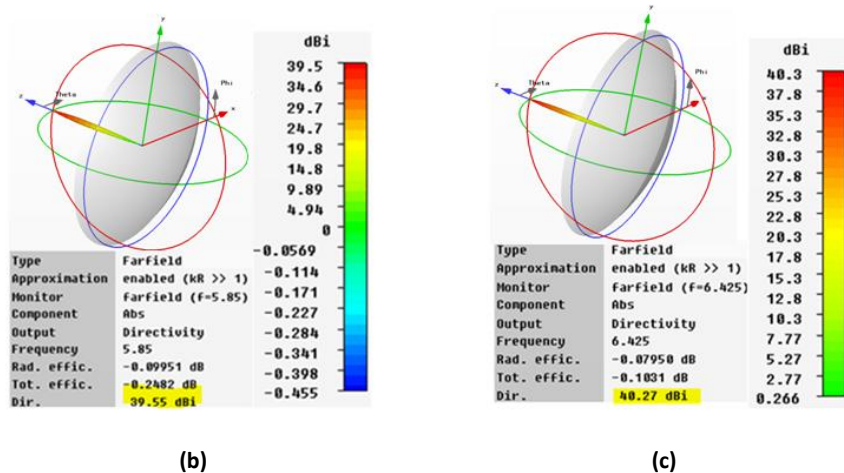 y
z
Theta
Phi
x
dBi
39.5
34.6
29.7
24.7
14.8
9.89
4.94
0
-0.0569
-0.114
-0.171
-0.227
-0.284
-0.341
-0.398
-0.455
Type Farfield
Approximation enabled (kR >> 1)
Monitor farfield (f=5.85)
Component Abs
Output Directivity
Frequency 5.85
Rad. effic. -0.09951 dB
Tot. effic. -0.2482 dB
Dir. 39.55 dBi
(b)
y
z
Theta
Phi
x
dBi
40.3
37.8
35.3
32.8
30.3
27.8
25.3
22.8
20.3
17.8
15.3
12.8
10.3
7.77
5.27
2.77
0.266
Type Farfield
Approximation enabled (kR >> 1)
Monitor farfield (f=6.425)
Component Abs
Output Directivity
Frequency 6.425
Rad. effic. -0.07950 dB
Tot. effic. -0.1031 dB
Dir. 40.27 dBi
(c)